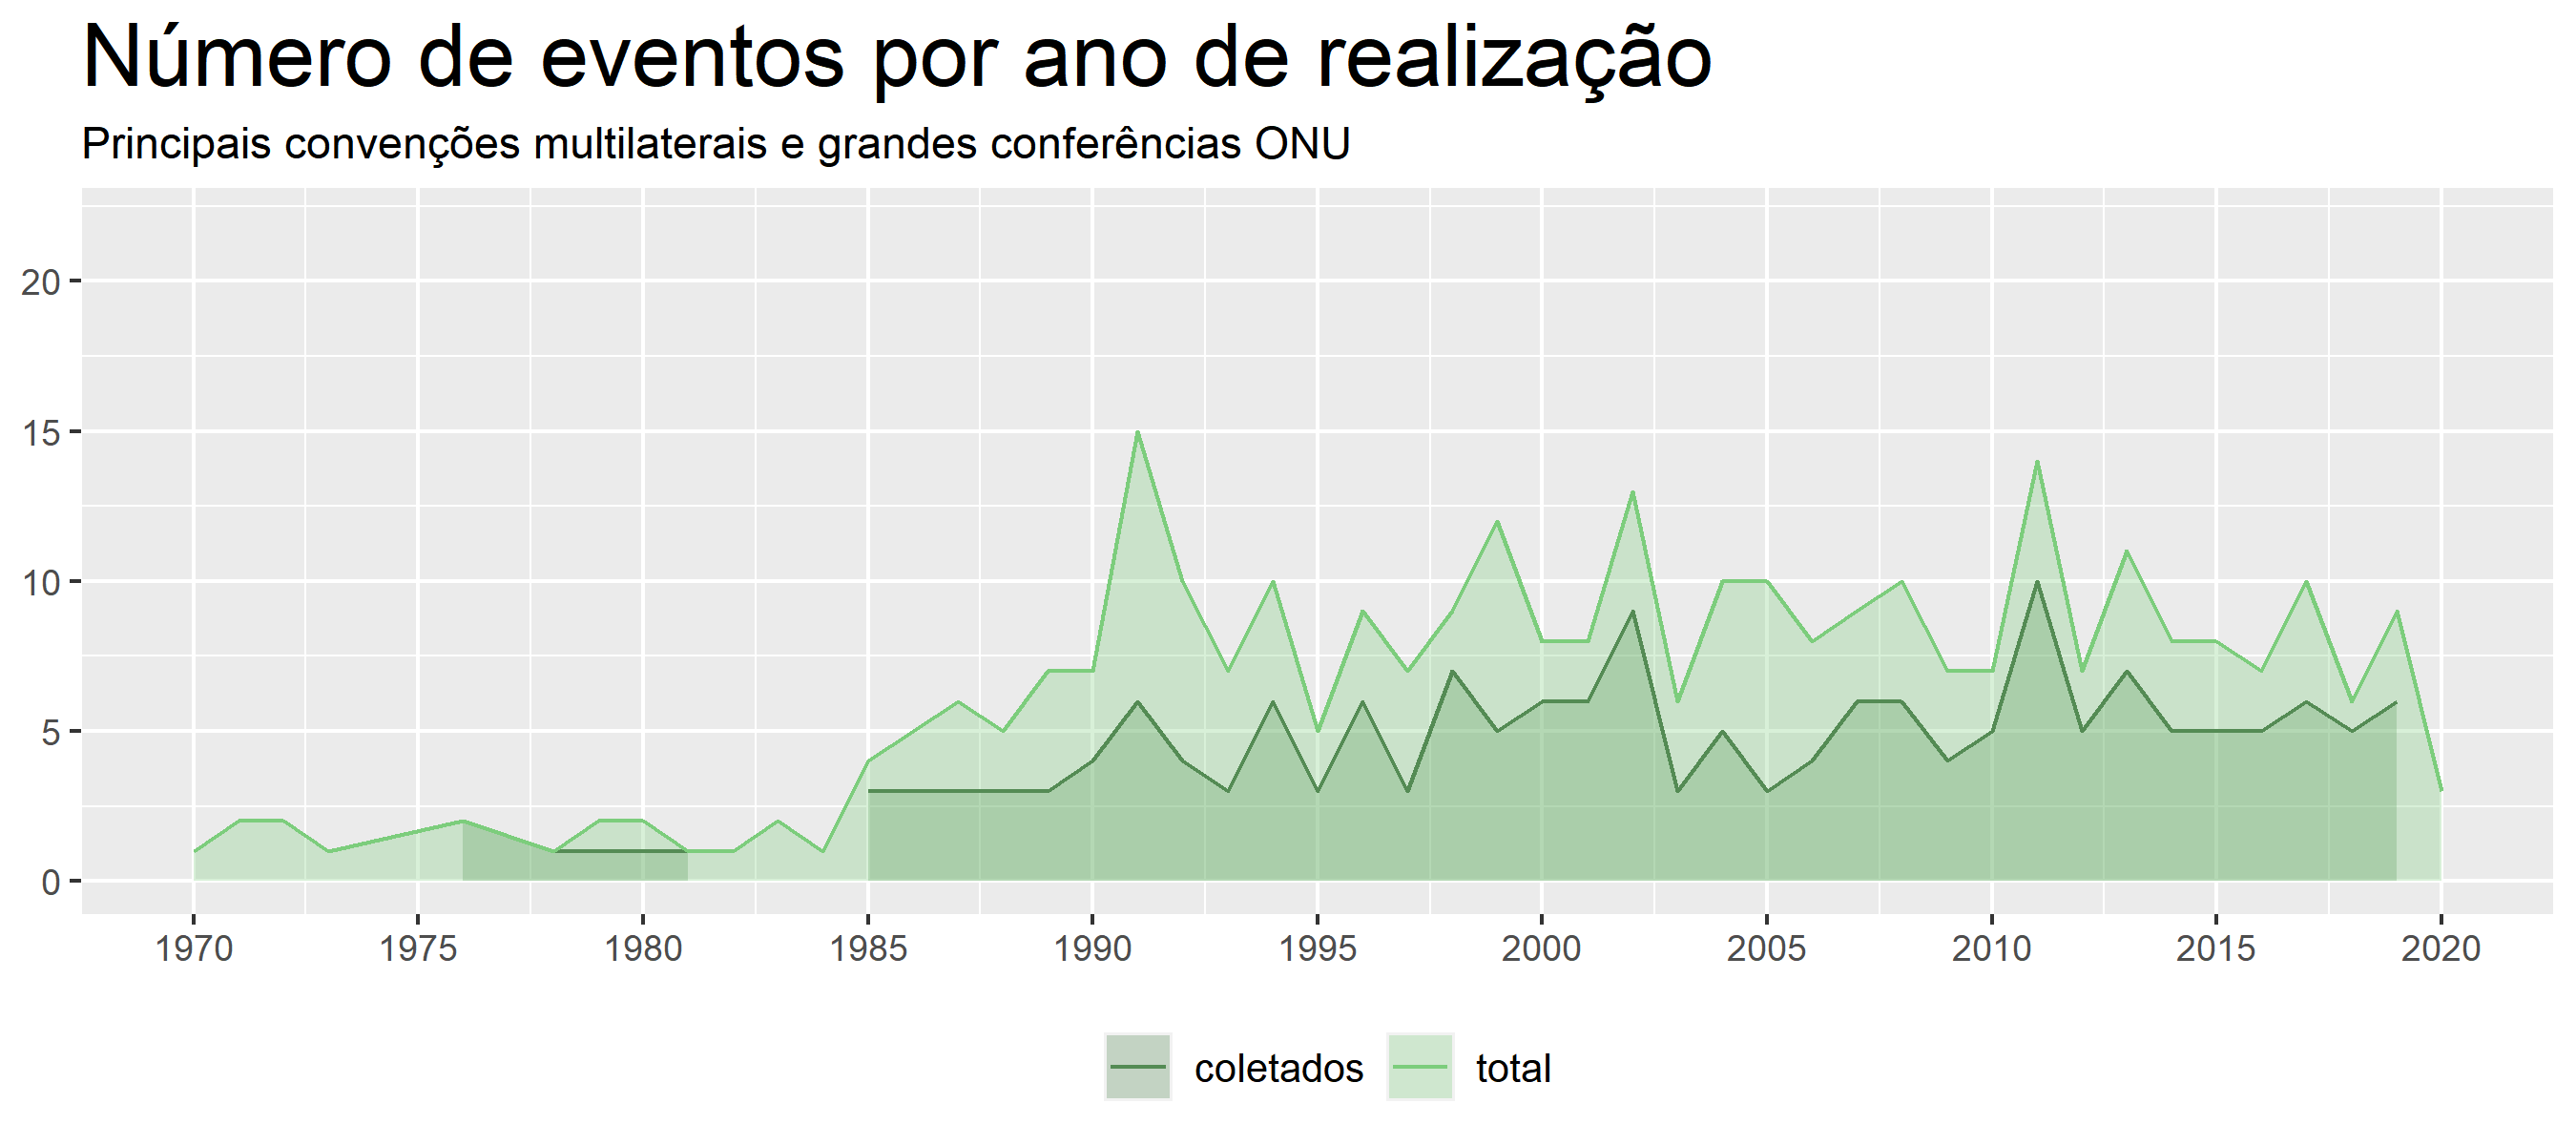 Número de eventos por ano de realização
Principais convenções multilaterais e grandes conferências ONU
20
15
10
5
0
1970 1975 1980 1985 1990 1995 2000 2005 2010 2015 2020
coletados total